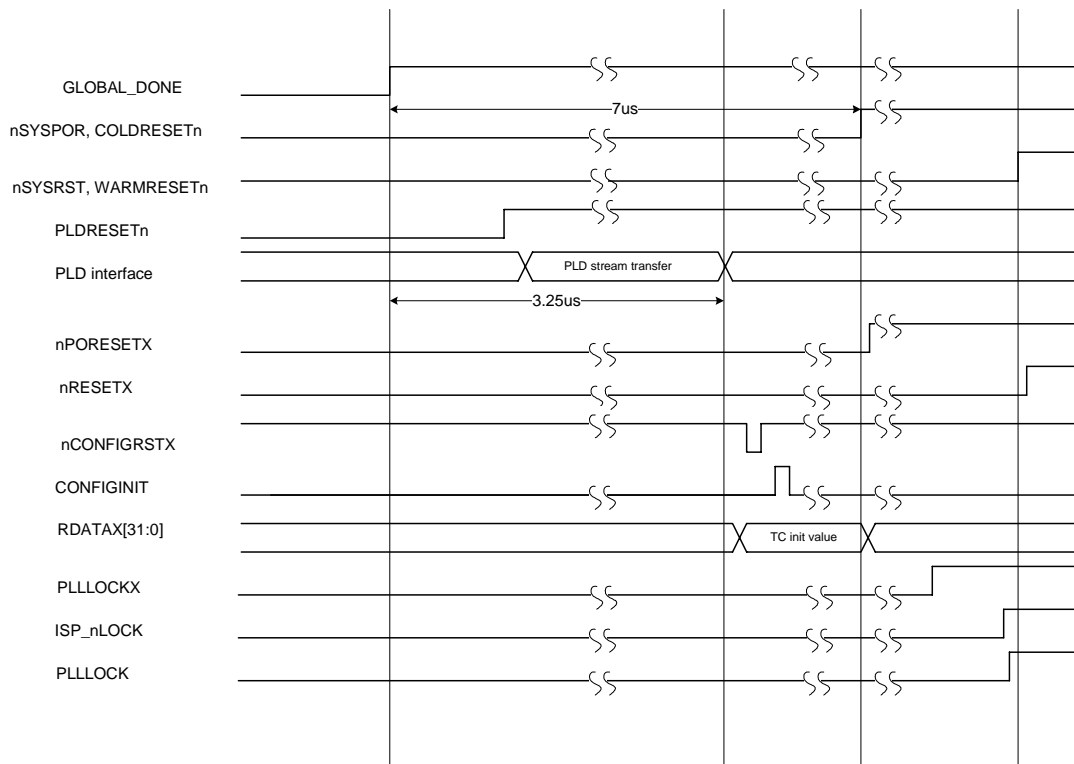 GLOBAL_DONE
7us
nSYSPOR, COLDRESETn
nSYSRST, WARMRESETn
PLDRESETn
PLD interface
PLD stream transfer
3.25us
nPORESETX
nRESETX
nCONFIGRSTX
CONFIGINIT
RDATAX[31:0]
TC init value
PLLLOCKX
ISP_nLOCK
PLLLOCK